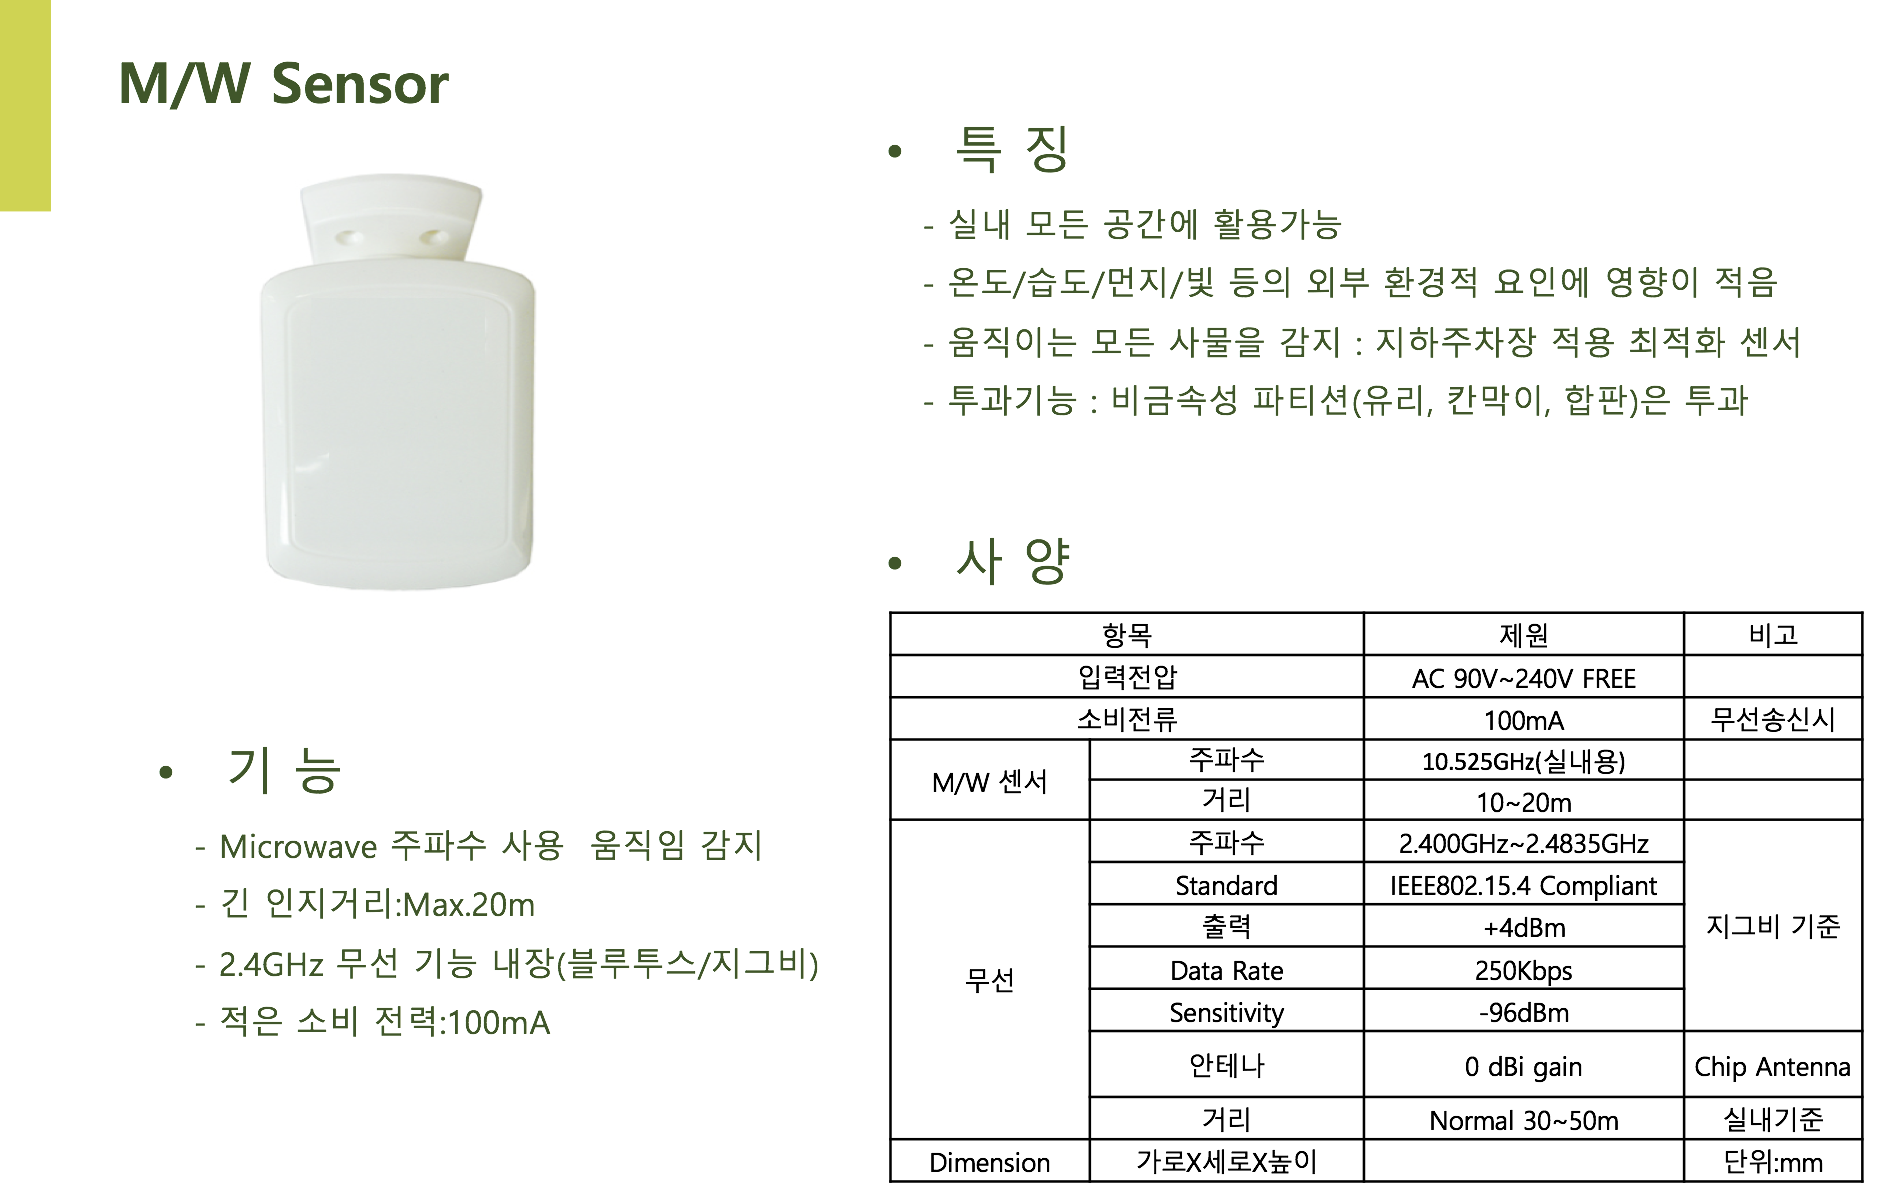 M/W Sensor
• 특 징
- 실내 모든 공간에 활용가능
- 온도/습도/먼지/빛 등의 외부 환경적 요인에 영향이 적음
- 움직이는 모든 사물을 감지 : 지하주차장 적용 최적화 센서
- 투과기능 : 비금속성 파티션(유리, 칸막이, 합판)은 투과
• 기 능
- Microwave 주파수 사용  움직임 감지
- 긴 인지거리:Max.20m
- 2.4GHz 무선 기능 내장(블루투스/지그비)
- 적은 소비 전력:100mA
• 사 양
항목 제원 비고
입력전압 AC 90V~240V FREE
소비전류 100mA 무선송신시
M/W 센서
주파수 10.525GHz(실내용)
거리 10~20m
무선
주파수 2.400GHz~2.4835GHz
Standard IEEE802.15.4 Compliant
출력 +4dBm
지그비 기준
Data Rate 250Kbps
Sensitivity -96dBm
안테나 0 dBi gain Chip Antenna
거리 Normal 30~50m 실내기준
Dimension 가로X세로X높이 단위:mm